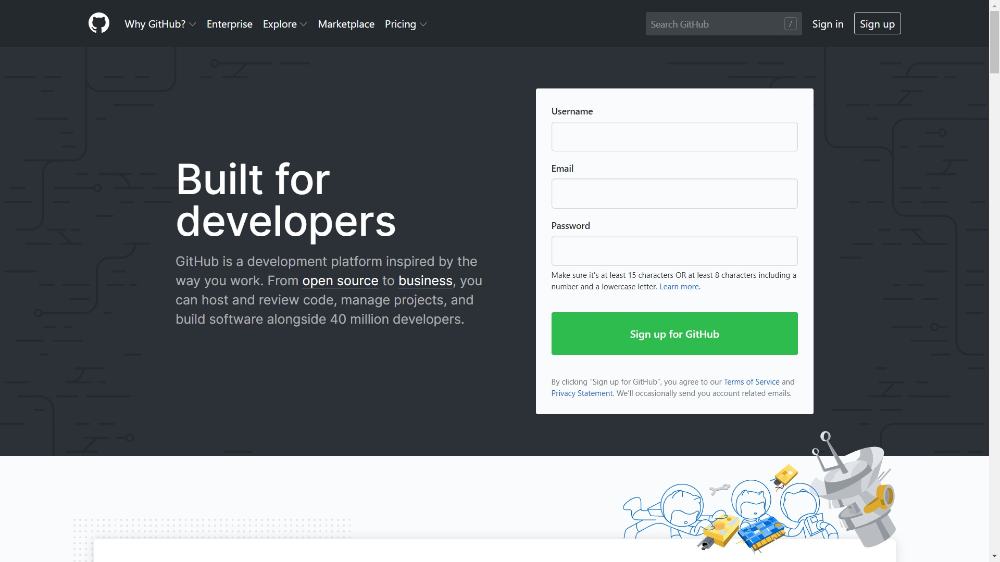 Why GitHub? Enterprise Explore Marketplace Pricing Search GitHub / Sign in Sign up
Built for
developers
GitHub is a development platform inspired by the
way you work. From open source to business, you
can host and review code, manage projects, and
build software alongside 40 million developers.
Username
Email
Password
Make sure it's at least 15 characters OR at least 8 characters including a
number and a lowercase letter. Learn more.
Sign up for GitHub
By clicking “Sign up for GitHub”, you agree to our Terms of Service and
Privacy Statement. We’ll occasionally send you account related emails.